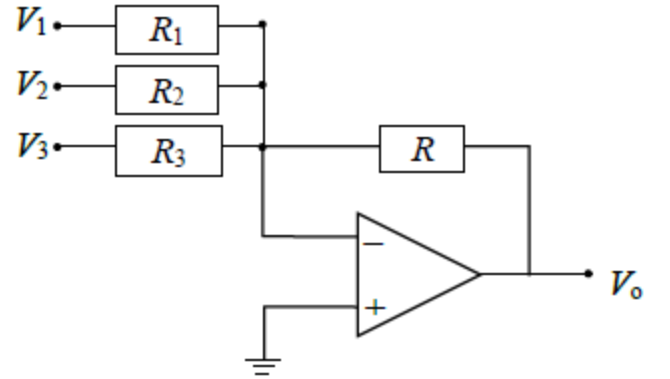 V₁ R₁
V₂ R₂
V₃ R₃ R
−
+
Vₒ